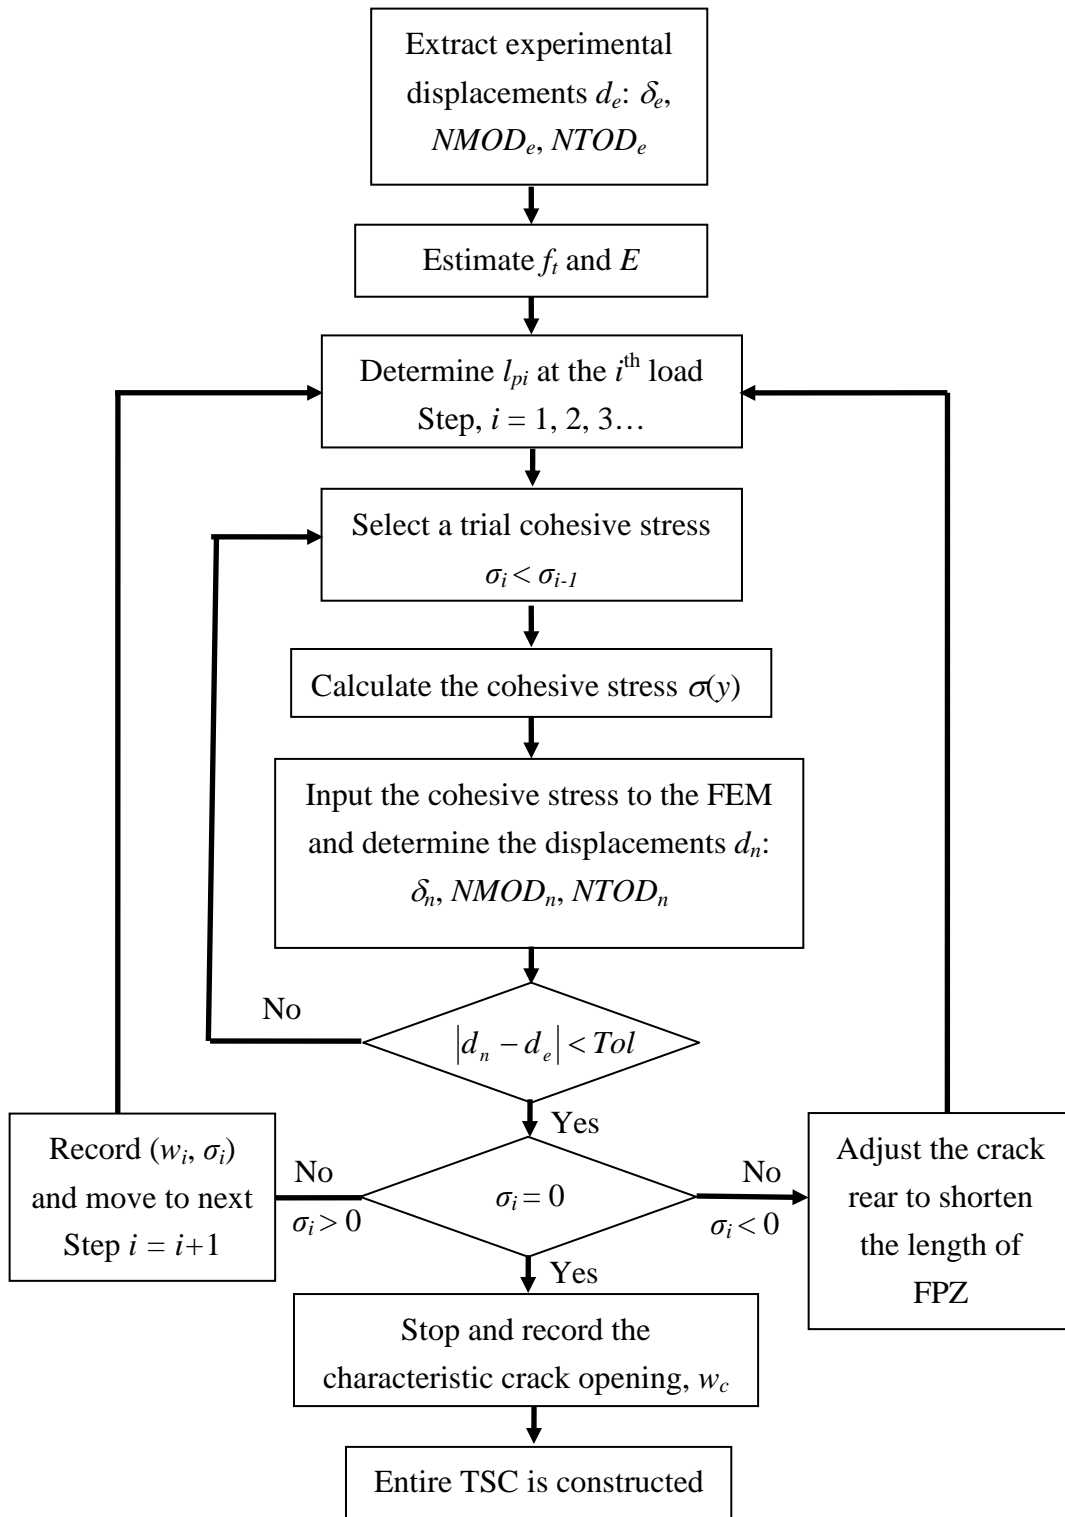 Extract experimental
displacements dₑ: δₑ,
NMODₑ, NTODₑ
Estimate fₜ and E
Determine lₚᵢ at the iᵗʰ load
Step, i = 1, 2, 3…
Select a trial cohesive stress
σᵢ < σᵢ₋₁
Calculate the cohesive stress σ(y)
Input the cohesive stress to the FEM
and determine the displacements dₙ:
δₙ, NMODₙ, NTODₙ
No
|dₙ − dₑ| < Tol
Yes
Record (wᵢ, σᵢ)
and move to next
Step i = i+1
No
σᵢ > 0
σᵢ = 0
No
σᵢ < 0
Adjust the crack
rear to shorten
the length of
FPZ
Yes
Stop and record the
characteristic crack opening, w_c
Entire TSC is constructed